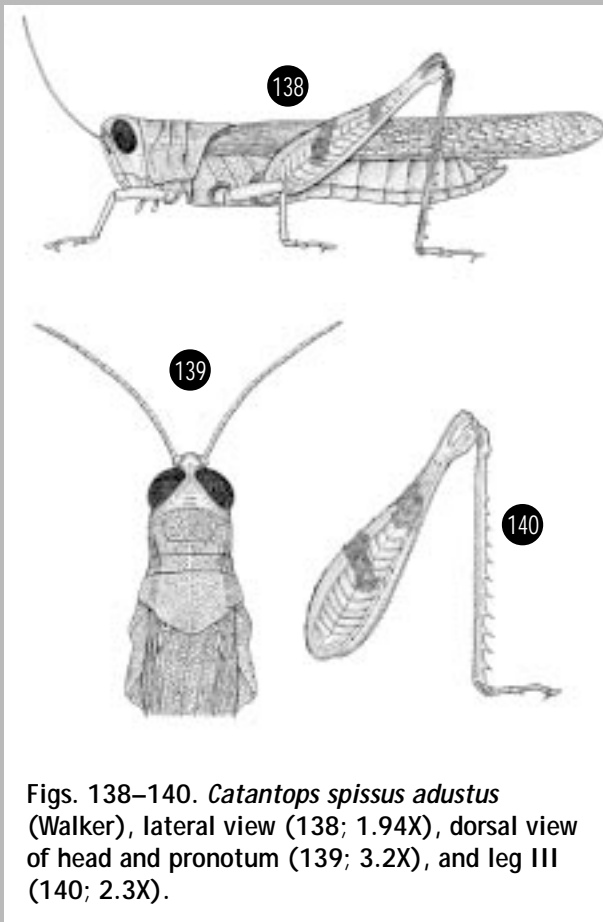 138
139
140
Figs. 138–140. Catantops spissus adustus
(Walker), lateral view (138; 1.94X), dorsal view
of head and pronotum (139; 3.2X), and leg III
(140; 2.3X).